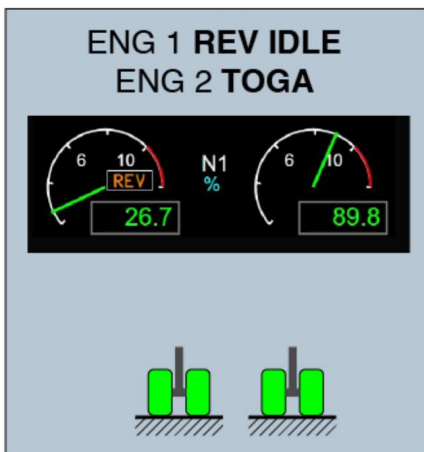 ENG 1 REV IDLE
ENG 2 TOGA
6 10 N1 6 10
REV %
26.7 89.8